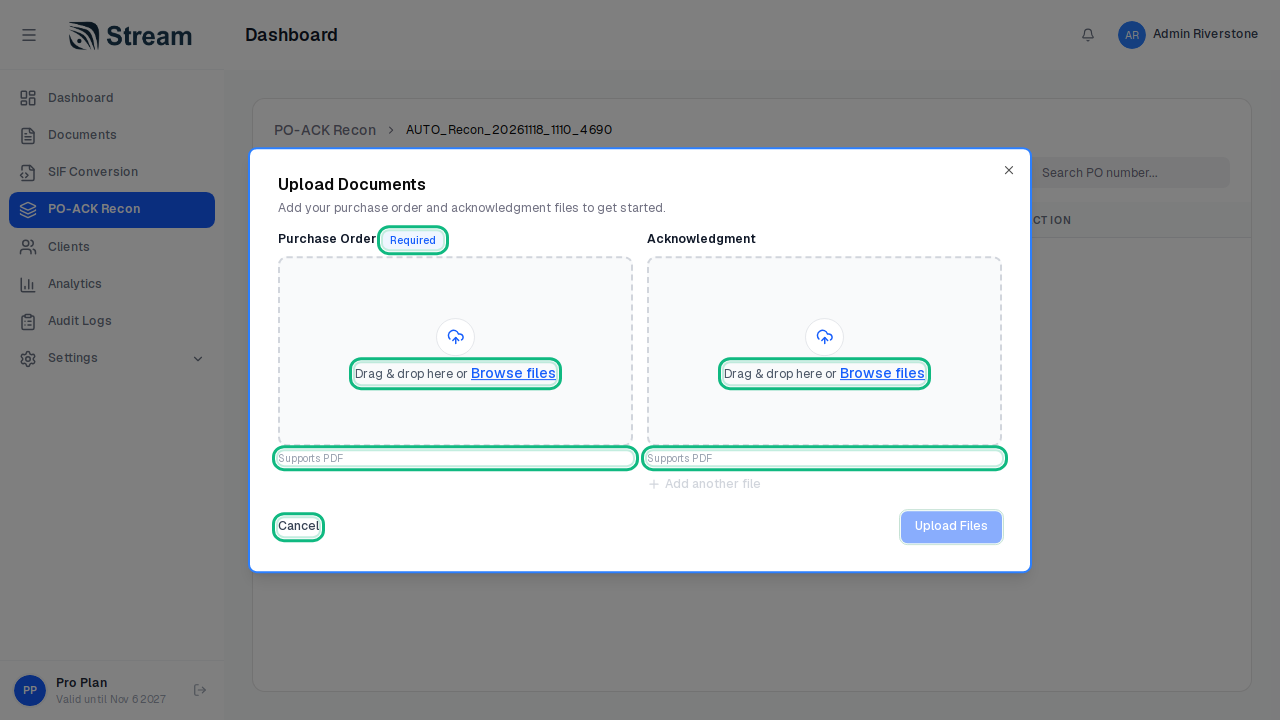 Stream
Dashboard
AR
Admin Riverstone
Dashboard
Documents
SIF Conversion
PO-ACK Recon
Clients
Analytics
Audit Logs
Settings
PP
Pro Plan
Valid until Nov 6 2027
PO-ACK Recon
AUTO_Recon_20261118_1110_4690
Search PO number...
CTION
Upload Documents
Add your purchase order and acknowledgment files to get started.
Purchase Order
Required
Drag & drop here or Browse files
Supports PDF
Acknowledgment
Drag & drop here or Browse files
Supports PDF
Add another file
Cancel
Upload Files